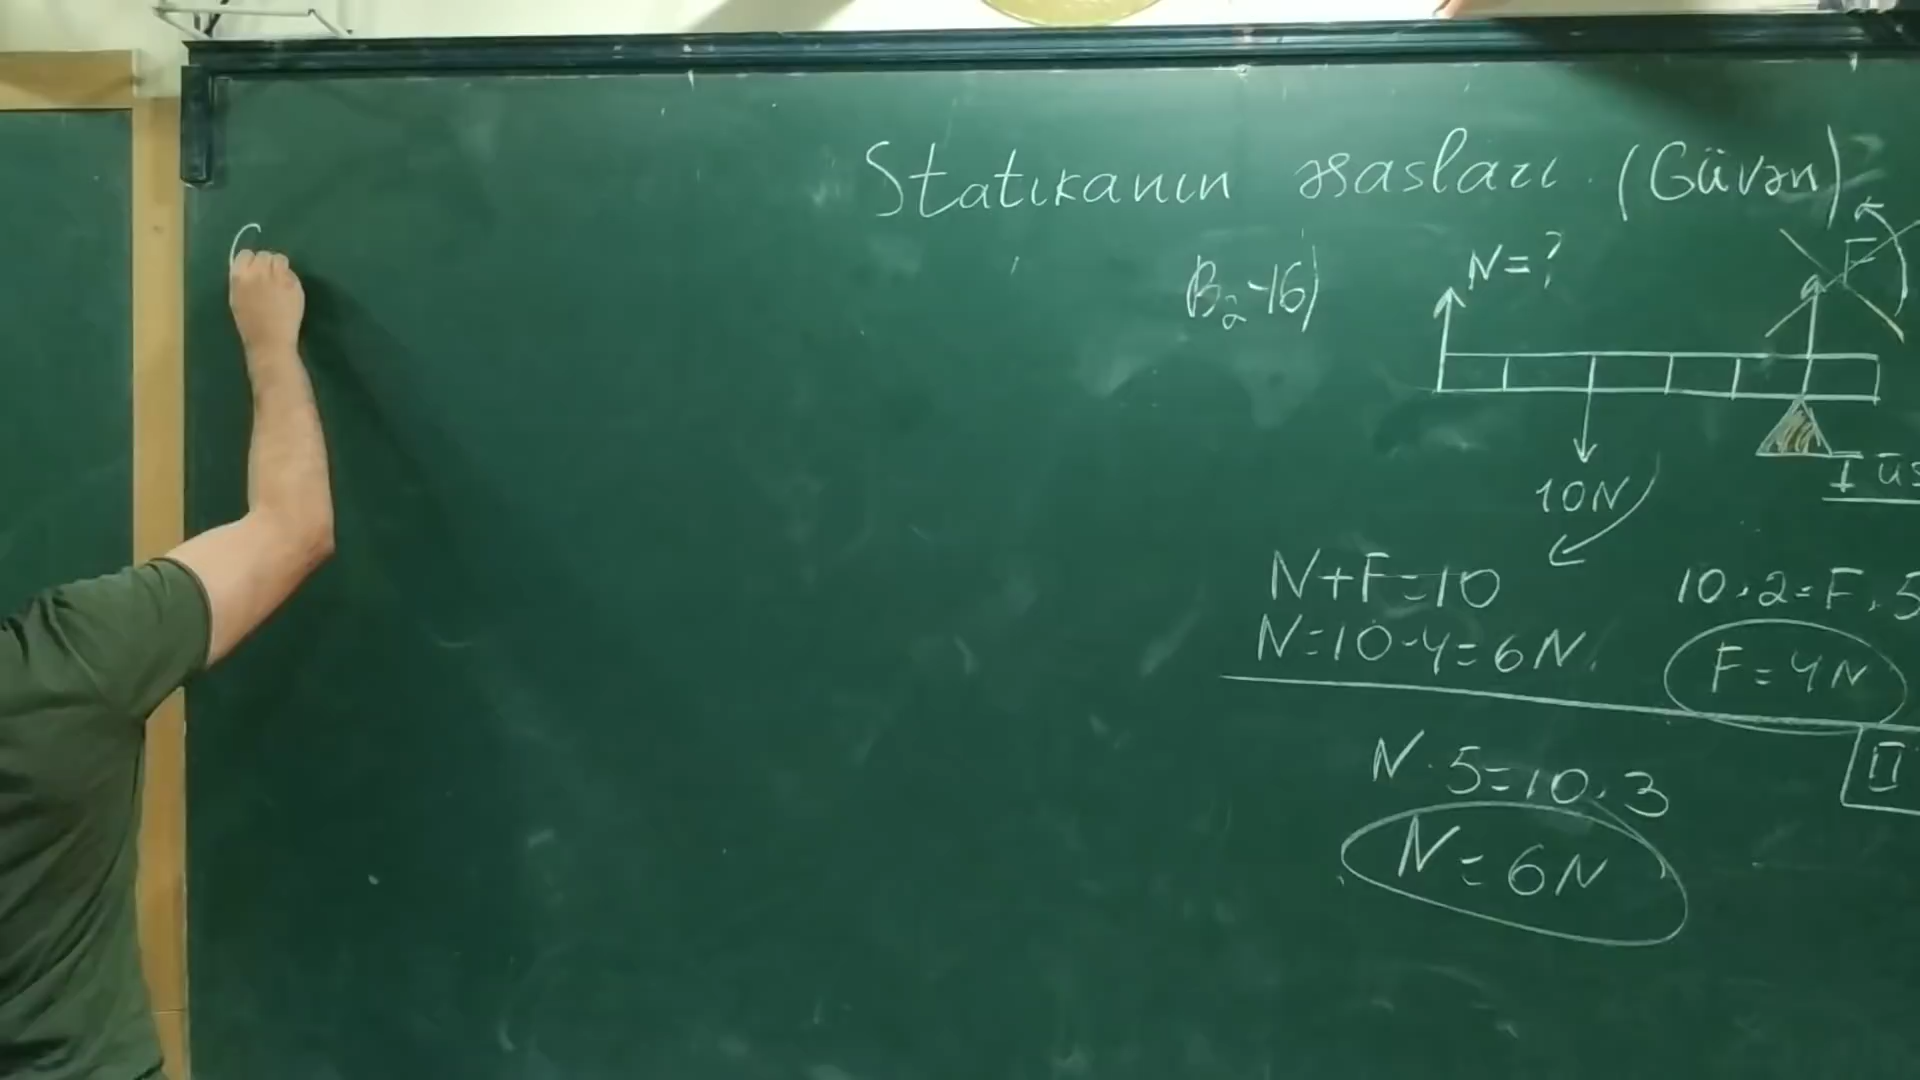 Statikanın əsasları. (Güvən)
B₂-16)
N=?
F
10N
I üs
N+F=10
N=10-4=6N.
10·2=F·5
F=4N
N·5=10·3
II
N=6N